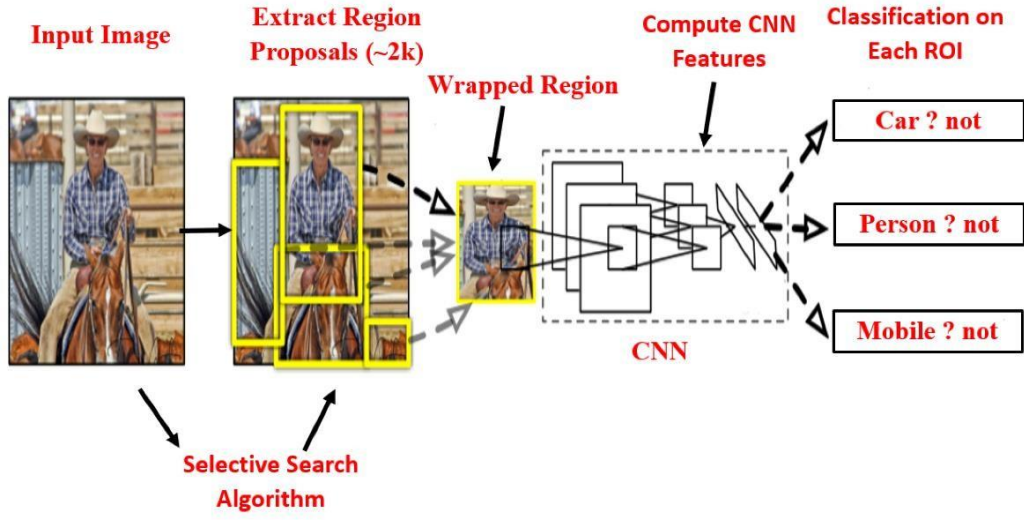 Input Image
Extract Region
Proposals (~2k)
Wrapped Region
Compute CNN
Features
Classification on
Each ROI
Car ? not
Person ? not
Mobile ? not
CNN
Selective Search
Algorithm